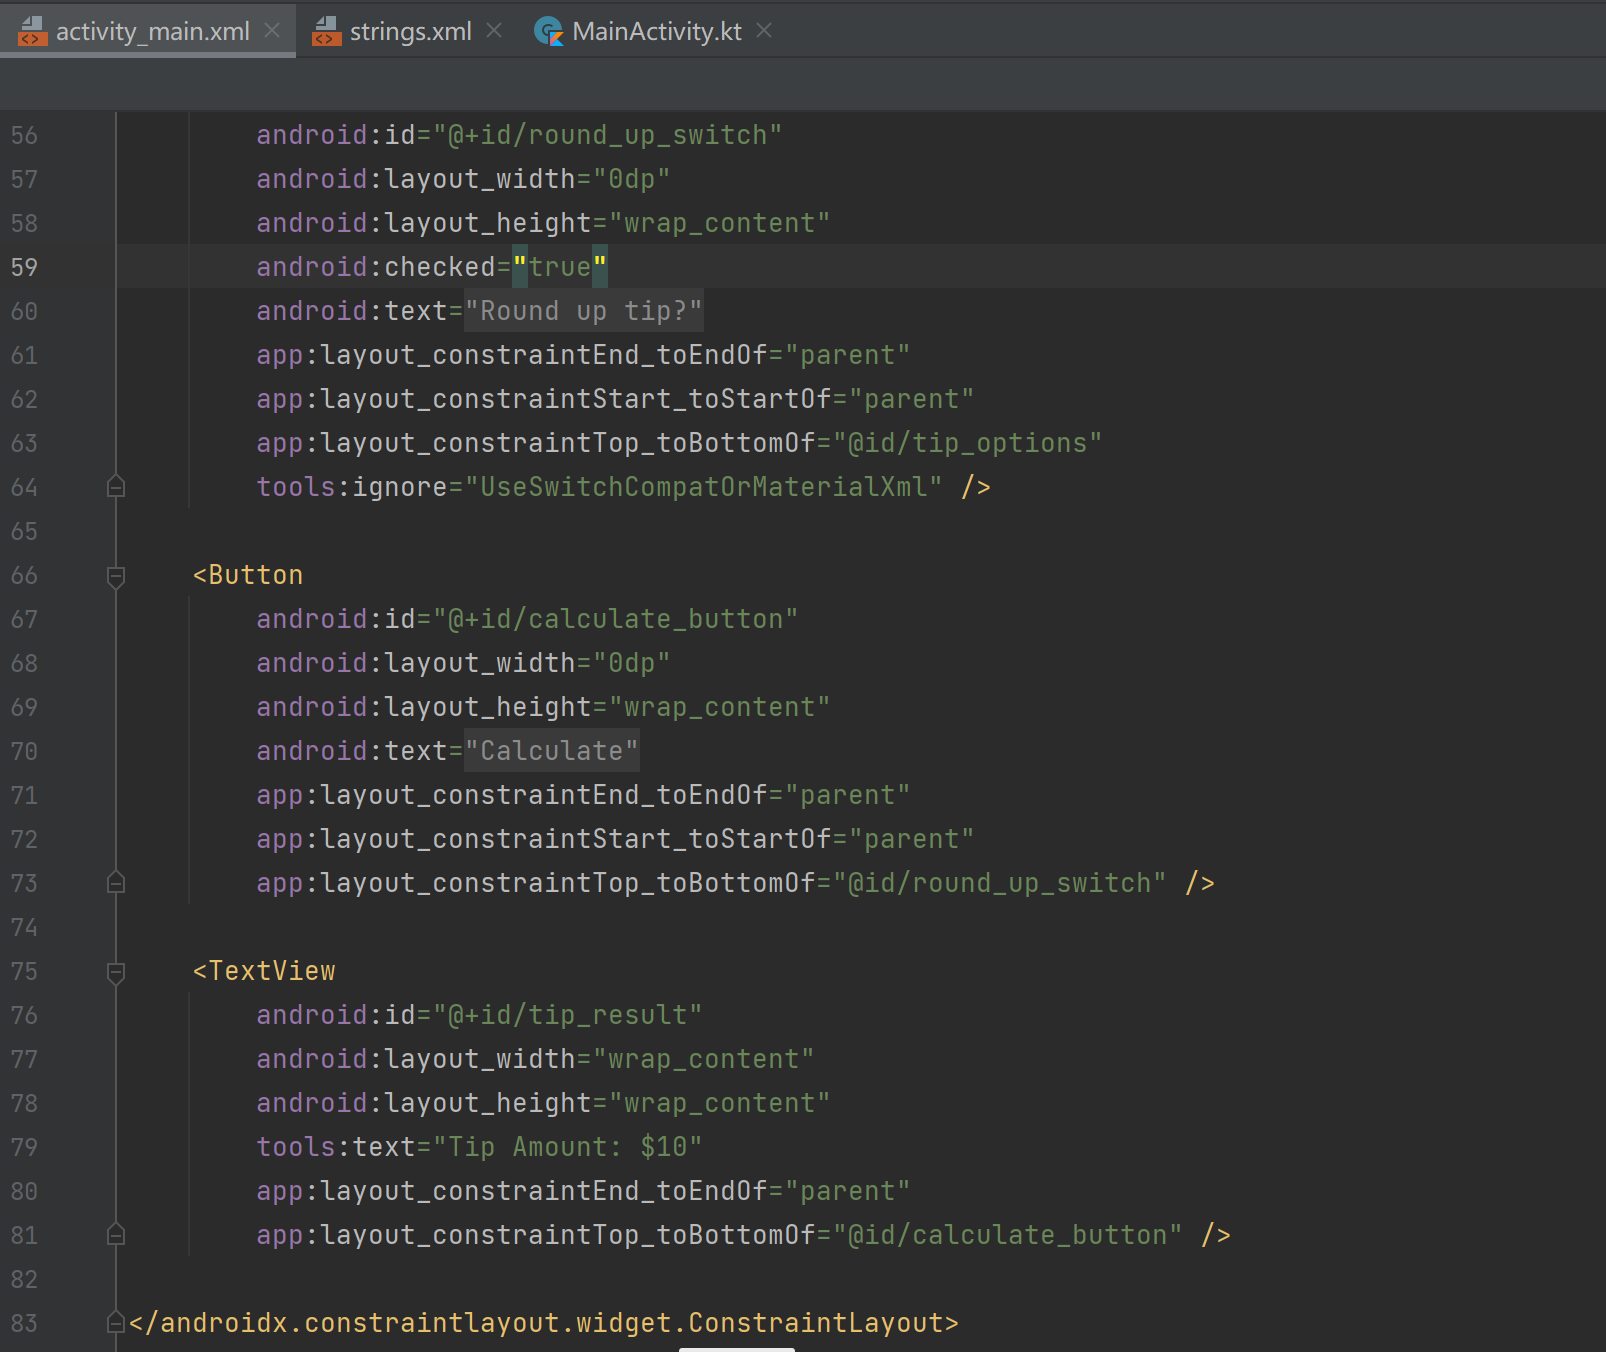 activity_main.xml strings.xml MainActivity.kt
56 android:id="@+id/round_up_switch"
57 android:layout_width="0dp"
58 android:layout_height="wrap_content"
59 android:checked="true"
60 android:text="Round up tip?"
61 app:layout_constraintEnd_toEndOf="parent"
62 app:layout_constraintStart_toStartOf="parent"
63 app:layout_constraintTop_toBottomOf="@id/tip_options"
64 tools:ignore="UseSwitchCompatOrMaterialXml" />
65
66 <Button
67 android:id="@+id/calculate_button"
68 android:layout_width="0dp"
69 android:layout_height="wrap_content"
70 android:text="Calculate"
71 app:layout_constraintEnd_toEndOf="parent"
72 app:layout_constraintStart_toStartOf="parent"
73 app:layout_constraintTop_toBottomOf="@id/round_up_switch" />
74
75 <TextView
76 android:id="@+id/tip_result"
77 android:layout_width="wrap_content"
78 android:layout_height="wrap_content"
79 tools:text="Tip Amount: $10"
80 app:layout_constraintEnd_toEndOf="parent"
81 app:layout_constraintTop_toBottomOf="@id/calculate_button" />
82
83 </androidx.constraintlayout.widget.ConstraintLayout>